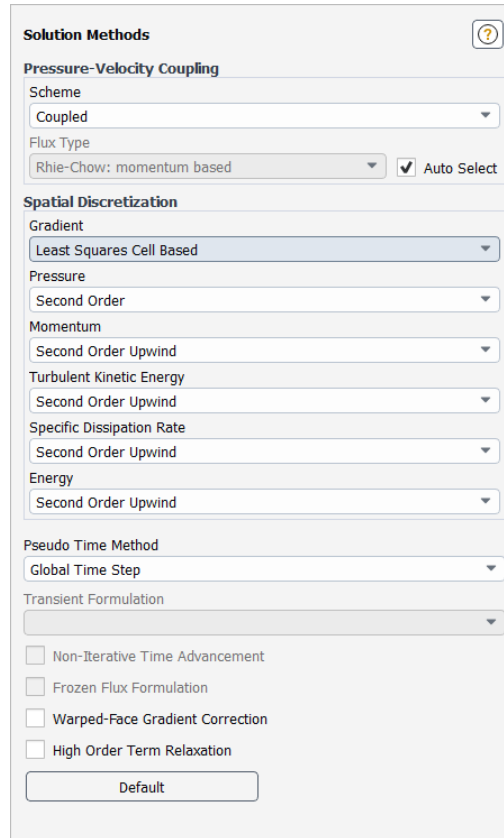 Solution Methods
?
Pressure-Velocity Coupling
Scheme
Coupled
Flux Type
Rhie-Chow: momentum based
Auto Select
Spatial Discretization
Gradient
Least Squares Cell Based
Pressure
Second Order
Momentum
Second Order Upwind
Turbulent Kinetic Energy
Second Order Upwind
Specific Dissipation Rate
Second Order Upwind
Energy
Second Order Upwind
Pseudo Time Method
Global Time Step
Transient Formulation
Non-Iterative Time Advancement
Frozen Flux Formulation
Warped-Face Gradient Correction
High Order Term Relaxation
Default